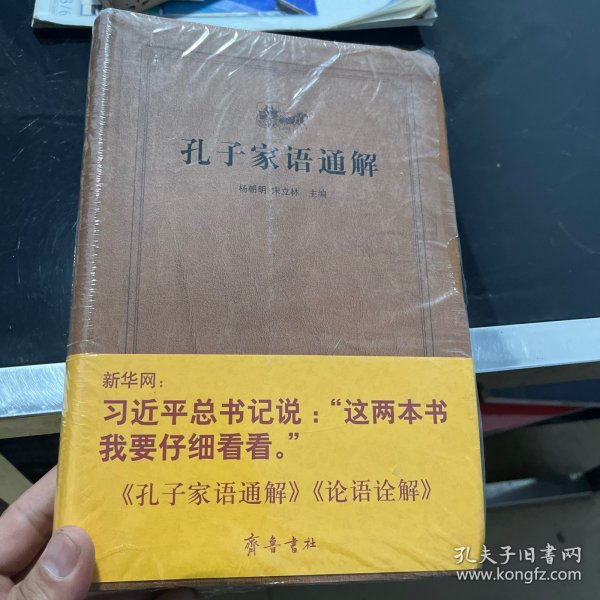 孔子家语通解
杨朝明 宋立林 主编
新华网：
习近平总书记说：“这两本书
我要仔细看看。”
《孔子家语通解》《论语诠解》
齊鲁書社
孔夫子旧书网
www.kongfz.com